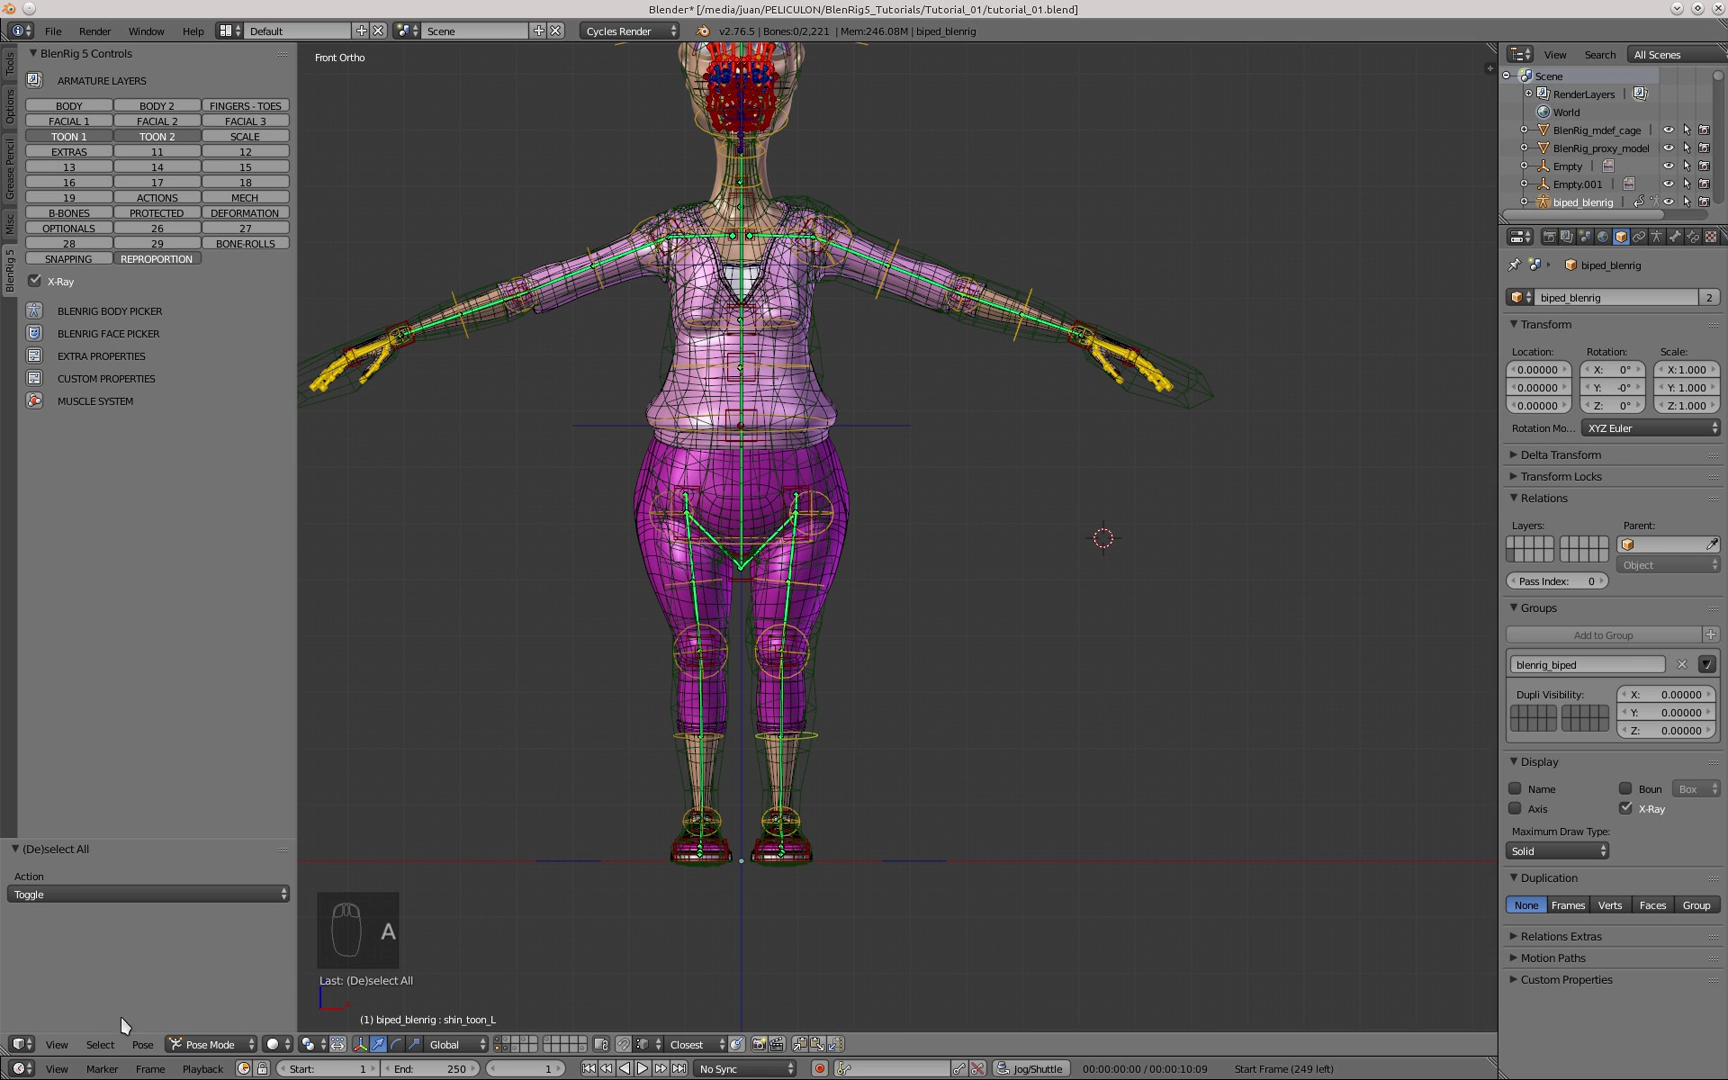 Blender* [/media/juan/PELICULON/BlenRig5_Tutorials/Tutorial_01/tutorial_01.blend]
File Render Window Help Default Scene Cycles Render v2.76.5 | Bones:0/2,221 | Mem:246.08M | biped_blenrig
Tools
Options
Grease Pencil
Misc
BlenRig 5
BlenRig 5 Controls
ARMATURE LAYERS
BODY BODY 2 FINGERS - TOES
FACIAL 1 FACIAL 2 FACIAL 3
TOON 1 TOON 2 SCALE
EXTRAS 11 12
13 14 15
16 17 18
19 ACTIONS MECH
B-BONES PROTECTED DEFORMATION
OPTIONALS 26 27
28 29 BONE-ROLLS
SNAPPING REPROPORTION
X-Ray
BLENRIG BODY PICKER
BLENRIG FACE PICKER
EXTRA PROPERTIES
CUSTOM PROPERTIES
MUSCLE SYSTEM
(De)select All
Action
Toggle
Front Ortho
A
Last: (De)select All
(1) biped_blenrig : shin_toon_L
View Select Pose Pose Mode Global Closest
View Marker Frame Playback Start: 1 End: 250 1 No Sync Jog/Shuttle 00:00:00:00 / 00:00:10:09 Start Frame (249 left)
View Search All Scenes
Scene
RenderLayers
World
BlenRig_mdef_cage
BlenRig_proxy_model
Empty
Empty.001
biped_blenrig
biped_blenrig
biped_blenrig 2
Transform
Location: Rotation: Scale:
0.00000 X: 0° X: 1.000
0.00000 Y: -0° Y: 1.000
0.00000 Z: 0° Z: 1.000
Rotation Mo... XYZ Euler
Delta Transform
Transform Locks
Relations
Layers: Parent:
Object
Pass Index: 0
Groups
Add to Group
blenrig_biped
Dupli Visibility: X: 0.00000
Y: 0.00000
Z: 0.00000
Display
Name Boun Box
Axis X-Ray
Maximum Draw Type:
Solid
Duplication
None Frames Verts Faces Group
Relations Extras
Motion Paths
Custom Properties